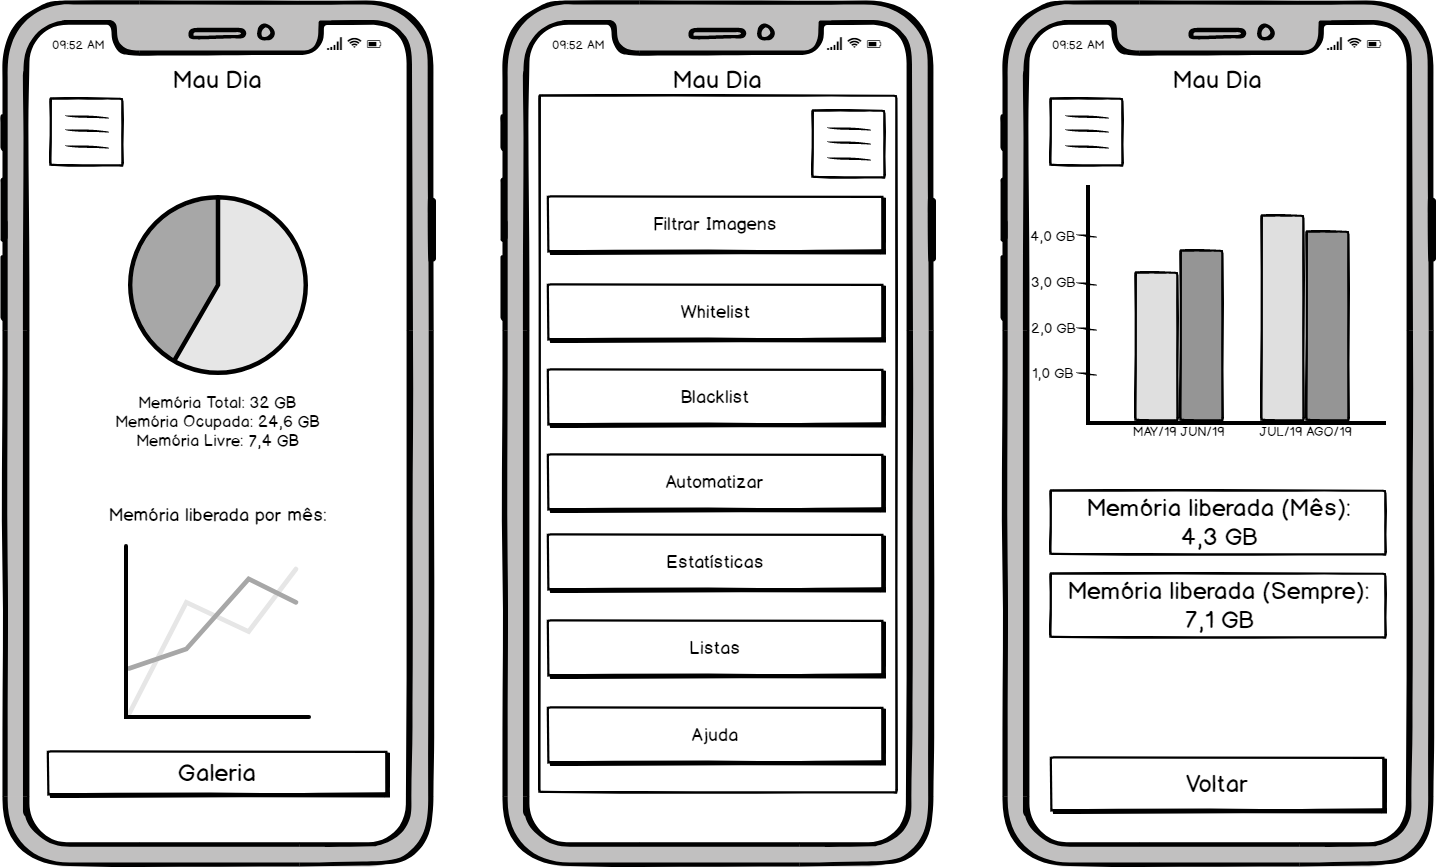 09:52 AM
Mau Dia
Memória Total: 32 GB
Memória Ocupada: 24,6 GB
Memória Livre: 7,4 GB
Memória liberada por mês:
Galeria
09:52 AM
Mau Dia
Filtrar Imagens
Whitelist
Blacklist
Automatizar
Estatísticas
Listas
Ajuda
09:52 AM
Mau Dia
4,0 GB
3,0 GB
2,0 GB
1,0 GB
MAY/19 JUN/19 JUL/19 AGO/19
Memória liberada (Mês):
4,3 GB
Memória liberada (Sempre):
7,1 GB
Voltar